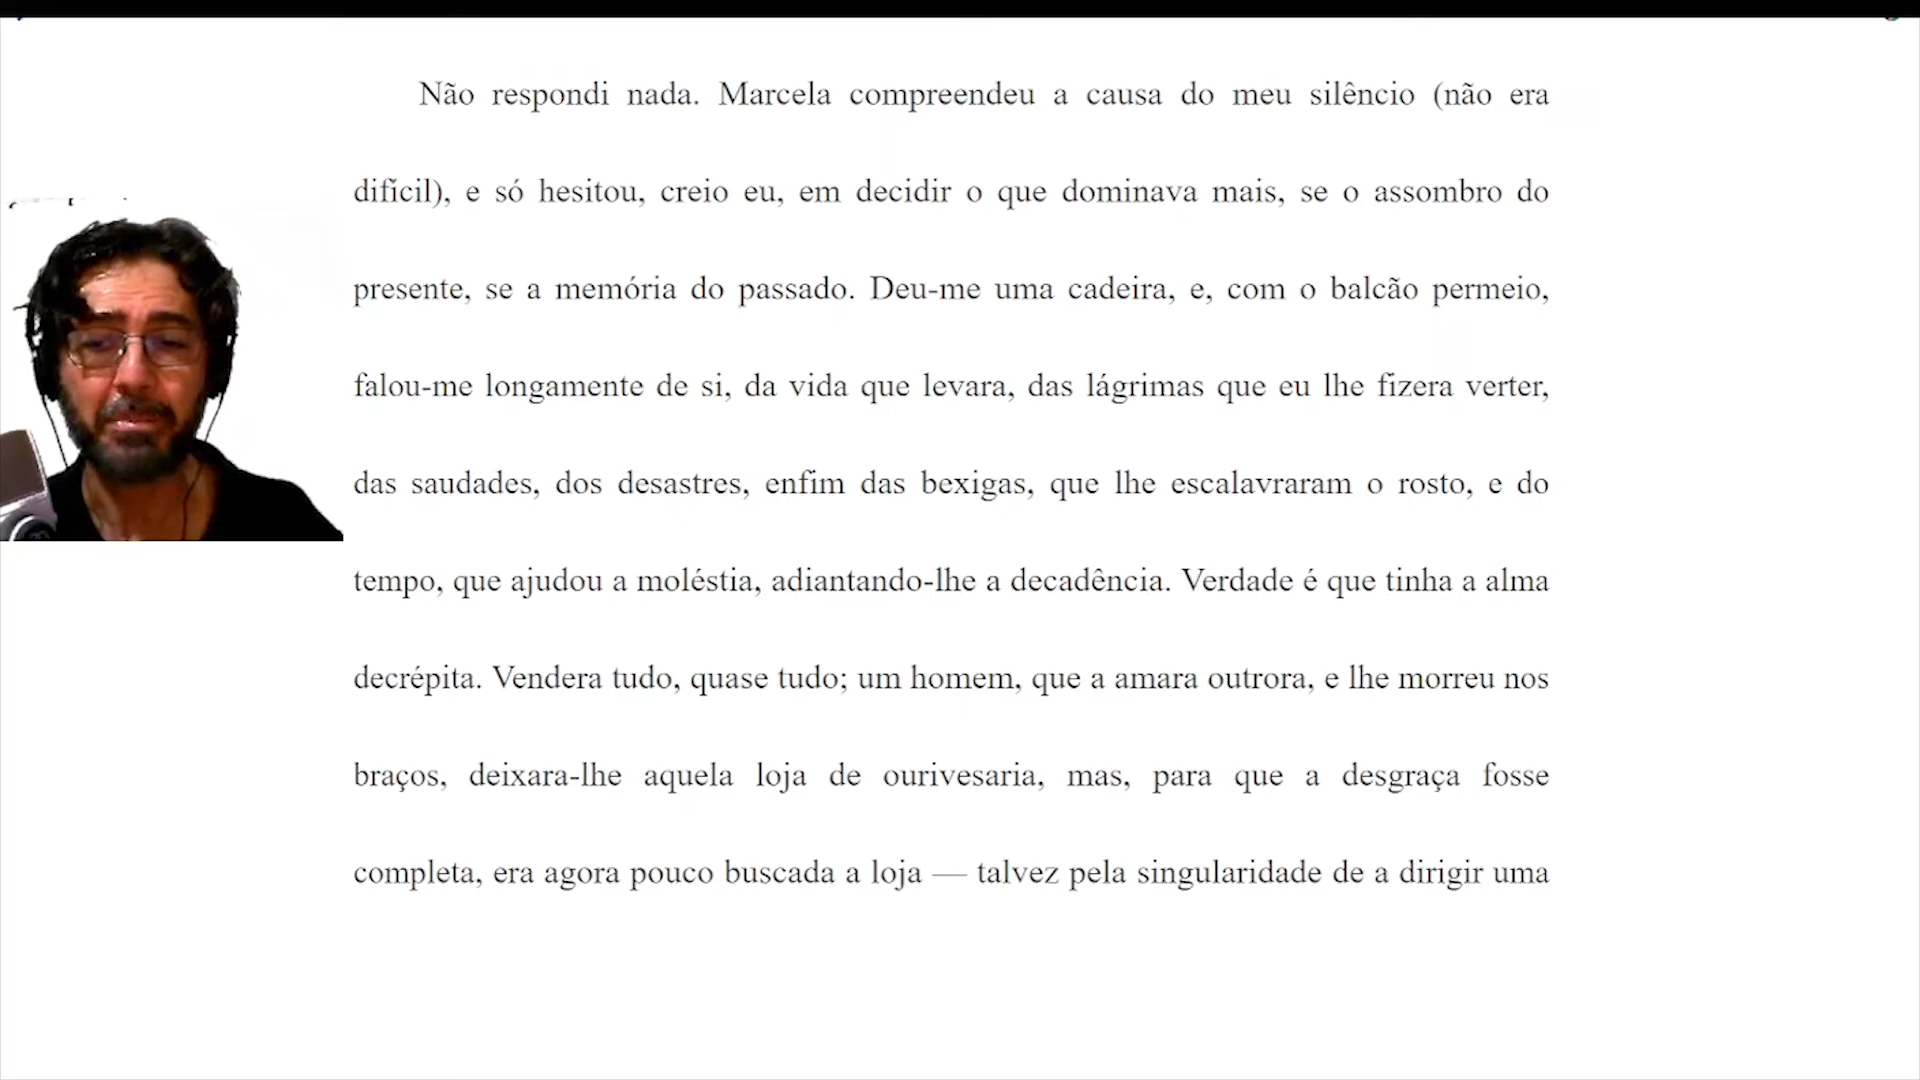 Não respondi nada. Marcela compreendeu a causa do meu silêncio (não era
difícil), e só hesitou, creio eu, em decidir o que dominava mais, se o assombro do
presente, se a memória do passado. Deu-me uma cadeira, e, com o balcão permeio,
falou-me longamente de si, da vida que levara, das lágrimas que eu lhe fizera verter,
das saudades, dos desastres, enfim das bexigas, que lhe escalavraram o rosto, e do
tempo, que ajudou a moléstia, adiantando-lhe a decadência. Verdade é que tinha a alma
decrépita. Vendera tudo, quase tudo; um homem, que a amara outrora, e lhe morreu nos
braços, deixara-lhe aquela loja de ourivesaria, mas, para que a desgraça fosse
completa, era agora pouco buscada a loja — talvez pela singularidade de a dirigir uma